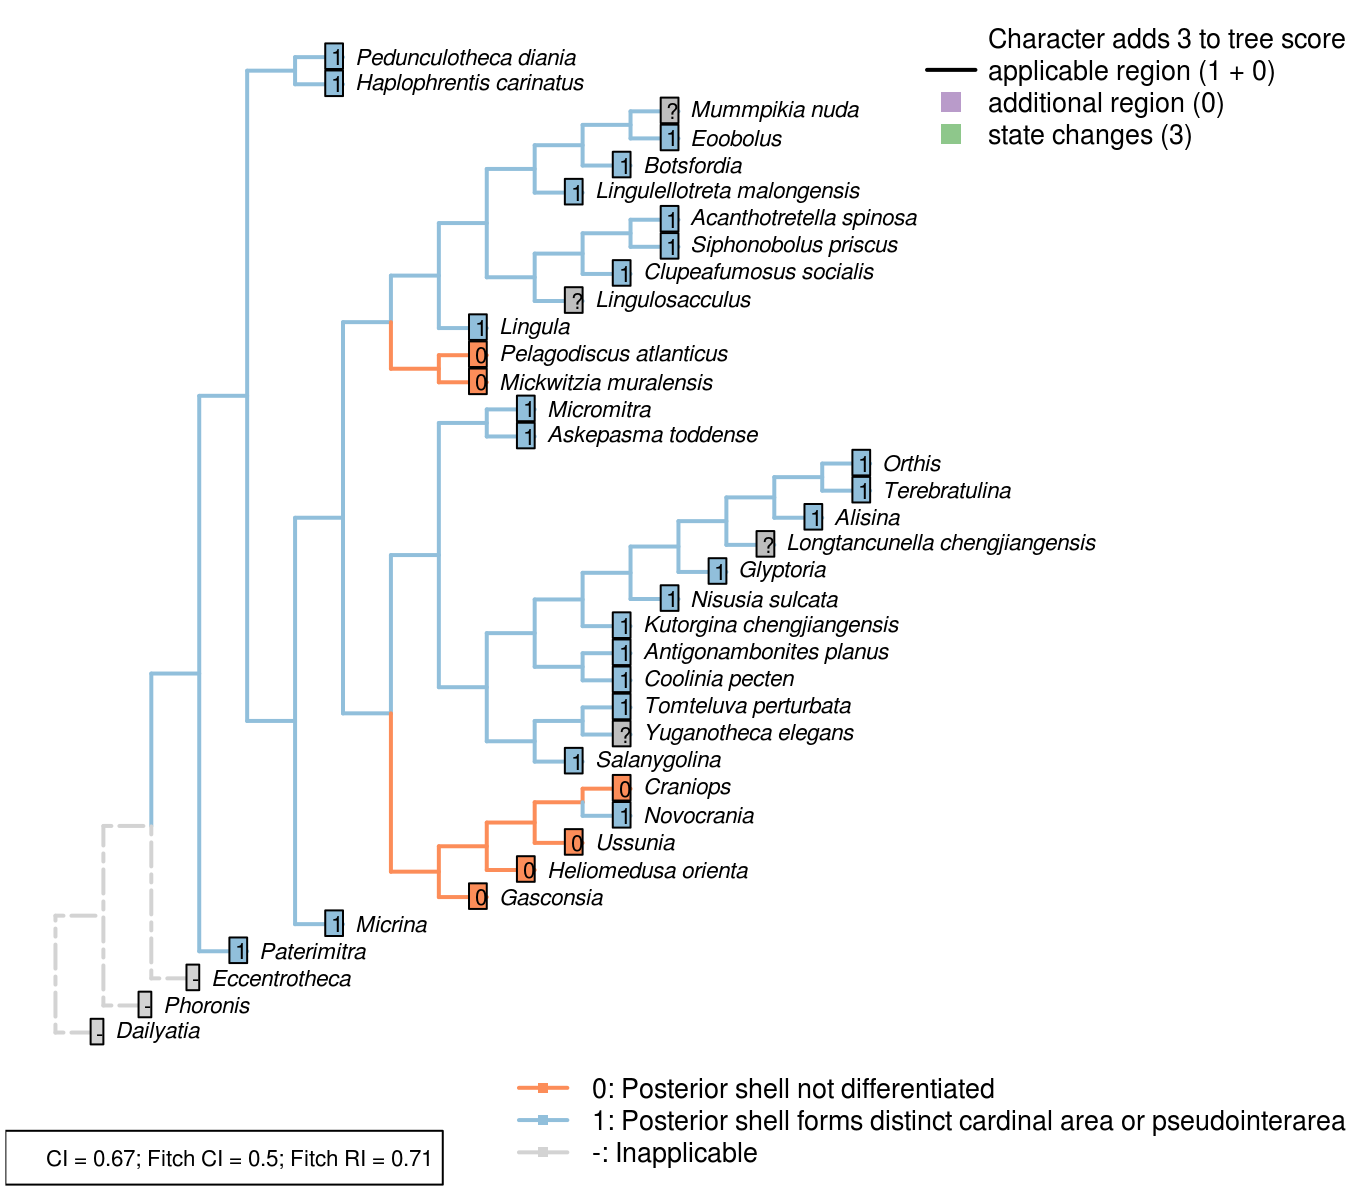 Character adds 3 to tree score
applicable region (1 + 0)
additional region (0)
state changes (3)
1 Pedunculotheca diania
1 Haplophrentis carinatus
? Mummpikia nuda
1 Eoobolus
1 Botsfordia
1 Lingulellotreta malongensis
1 Acanthotretella spinosa
1 Siphonobolus priscus
1 Clupeafumosus socialis
? Lingulosacculus
1 Lingula
0 Pelagodiscus atlanticus
0 Mickwitzia muralensis
1 Micromitra
1 Askepasma toddense
1 Orthis
1 Terebratulina
1 Alisina
? Longtancunella chengjiangensis
1 Glyptoria
1 Nisusia sulcata
1 Kutorgina chengjiangensis
1 Antigonambonites planus
1 Coolinia pecten
1 Tomteluva perturbata
? Yuganotheca elegans
1 Salanygolina
0 Craniops
1 Novocrania
0 Ussunia
0 Heliomedusa orienta
0 Gasconsia
1 Micrina
1 Paterimitra
- Eccentrotheca
- Phoronis
- Dailyatia
0: Posterior shell not differentiated
1: Posterior shell forms distinct cardinal area or pseudointerarea
-: Inapplicable
CI = 0.67; Fitch CI = 0.5; Fitch RI = 0.71